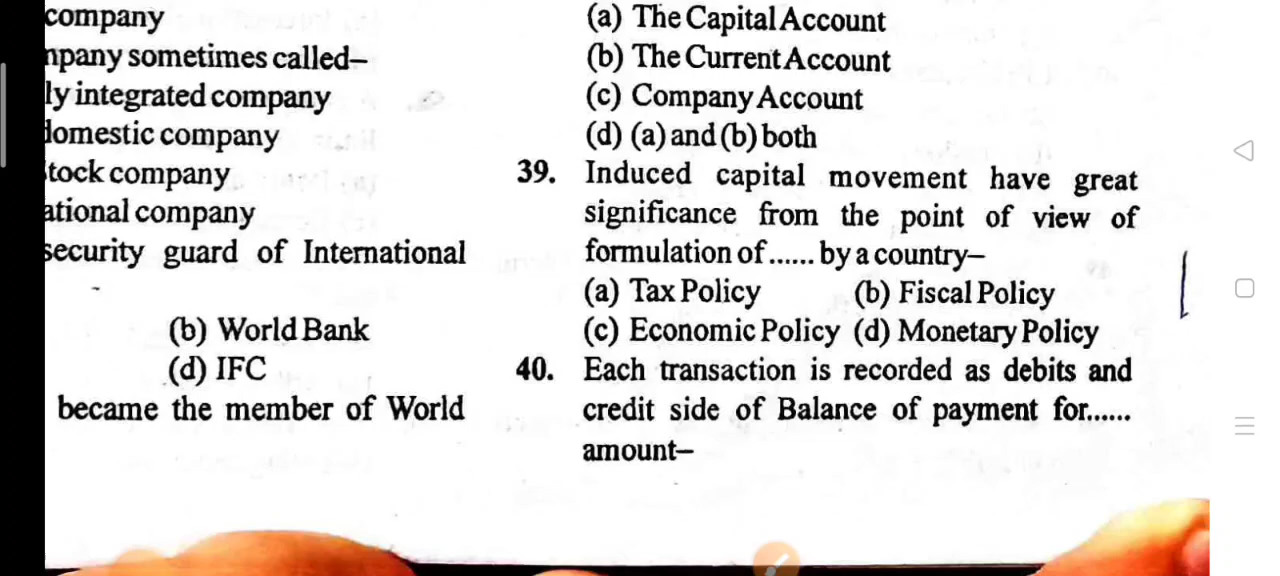 company
mpany sometimes called–
ly integrated company
domestic company
tock company
ational company
security guard of International
(b) World Bank
(d) IFC
became the member of World
(a) The Capital Account
(b) The Current Account
(c) Company Account
(d) (a) and (b) both
39. Induced capital movement have great
significance from the point of view of
formulation of ...... by a country–
(a) Tax Policy (b) Fiscal Policy
(c) Economic Policy (d) Monetary Policy
40. Each transaction is recorded as debits and
credit side of Balance of payment for......
amount–